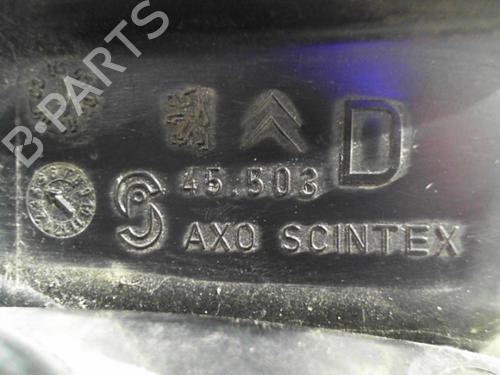 B-PARTS
D
45.503
AXO SCINTEX